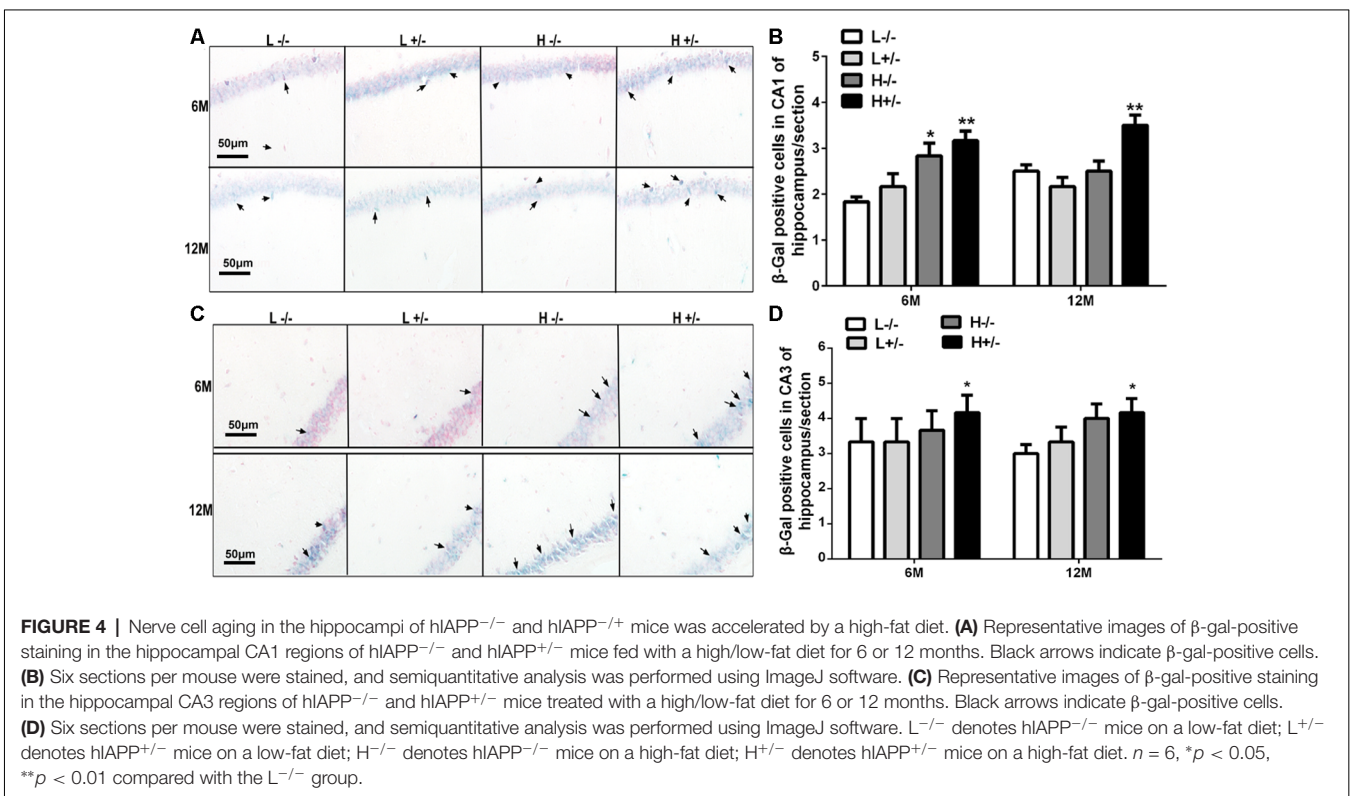 A
L -/-
L +/-
H -/-
H +/-
6M
50μm
12M
50μm
B
L-/-
L+/-
H-/-
H+/-
β-Gal positive cells in CA1 of
hippocampus/section
5
4
3
2
1
0
*
**
**
6M
12M
C
L -/-
L +/-
H -/-
H +/-
6M
50μm
12M
50μm
D
L-/-
H-/-
L+/-
H+/-
β-Gal positive cells in CA3 of
hippocampus/section
6
5
4
3
2
1
0
*
*
6M
12M
FIGURE 4 | Nerve cell aging in the hippocampi of hIAPP−/− and hIAPP−/+ mice was accelerated by a high-fat diet. (A) Representative images of β-gal-positive
staining in the hippocampal CA1 regions of hIAPP−/− and hIAPP+/− mice fed with a high/low-fat diet for 6 or 12 months. Black arrows indicate β-gal-positive cells.
(B) Six sections per mouse were stained, and semiquantitative analysis was performed using ImageJ software. (C) Representative images of β-gal-positive staining
in the hippocampal CA3 regions of hIAPP−/− and hIAPP+/− mice treated with a high/low-fat diet for 6 or 12 months. Black arrows indicate β-gal-positive cells.
(D) Six sections per mouse were stained, and semiquantitative analysis was performed using ImageJ software. L−/− denotes hIAPP−/− mice on a low-fat diet; L+/−
denotes hIAPP+/− mice on a low-fat diet; H−/− denotes hIAPP−/− mice on a high-fat diet; H+/− denotes hIAPP+/− mice on a high-fat diet. n = 6, *p < 0.05,
**p < 0.01 compared with the L−/− group.